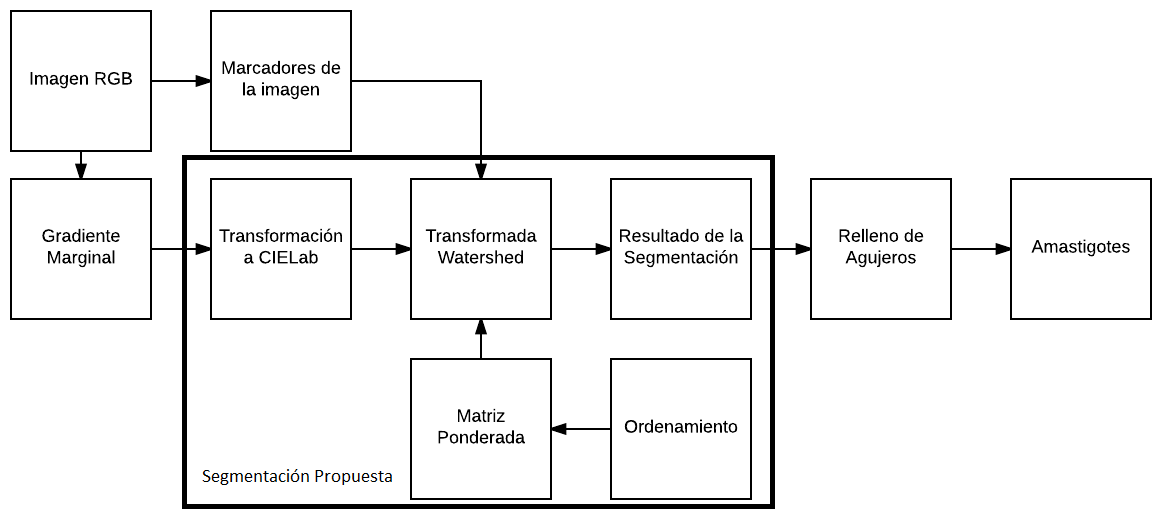 Imagen RGB
Marcadores de
la imagen
Gradiente
Marginal
Transformación
a CIELab
Transformada
Watershed
Resultado de la
Segmentación
Relleno de
Agujeros
Amastigotes
Matriz
Ponderada
Ordenamiento
Segmentación Propuesta